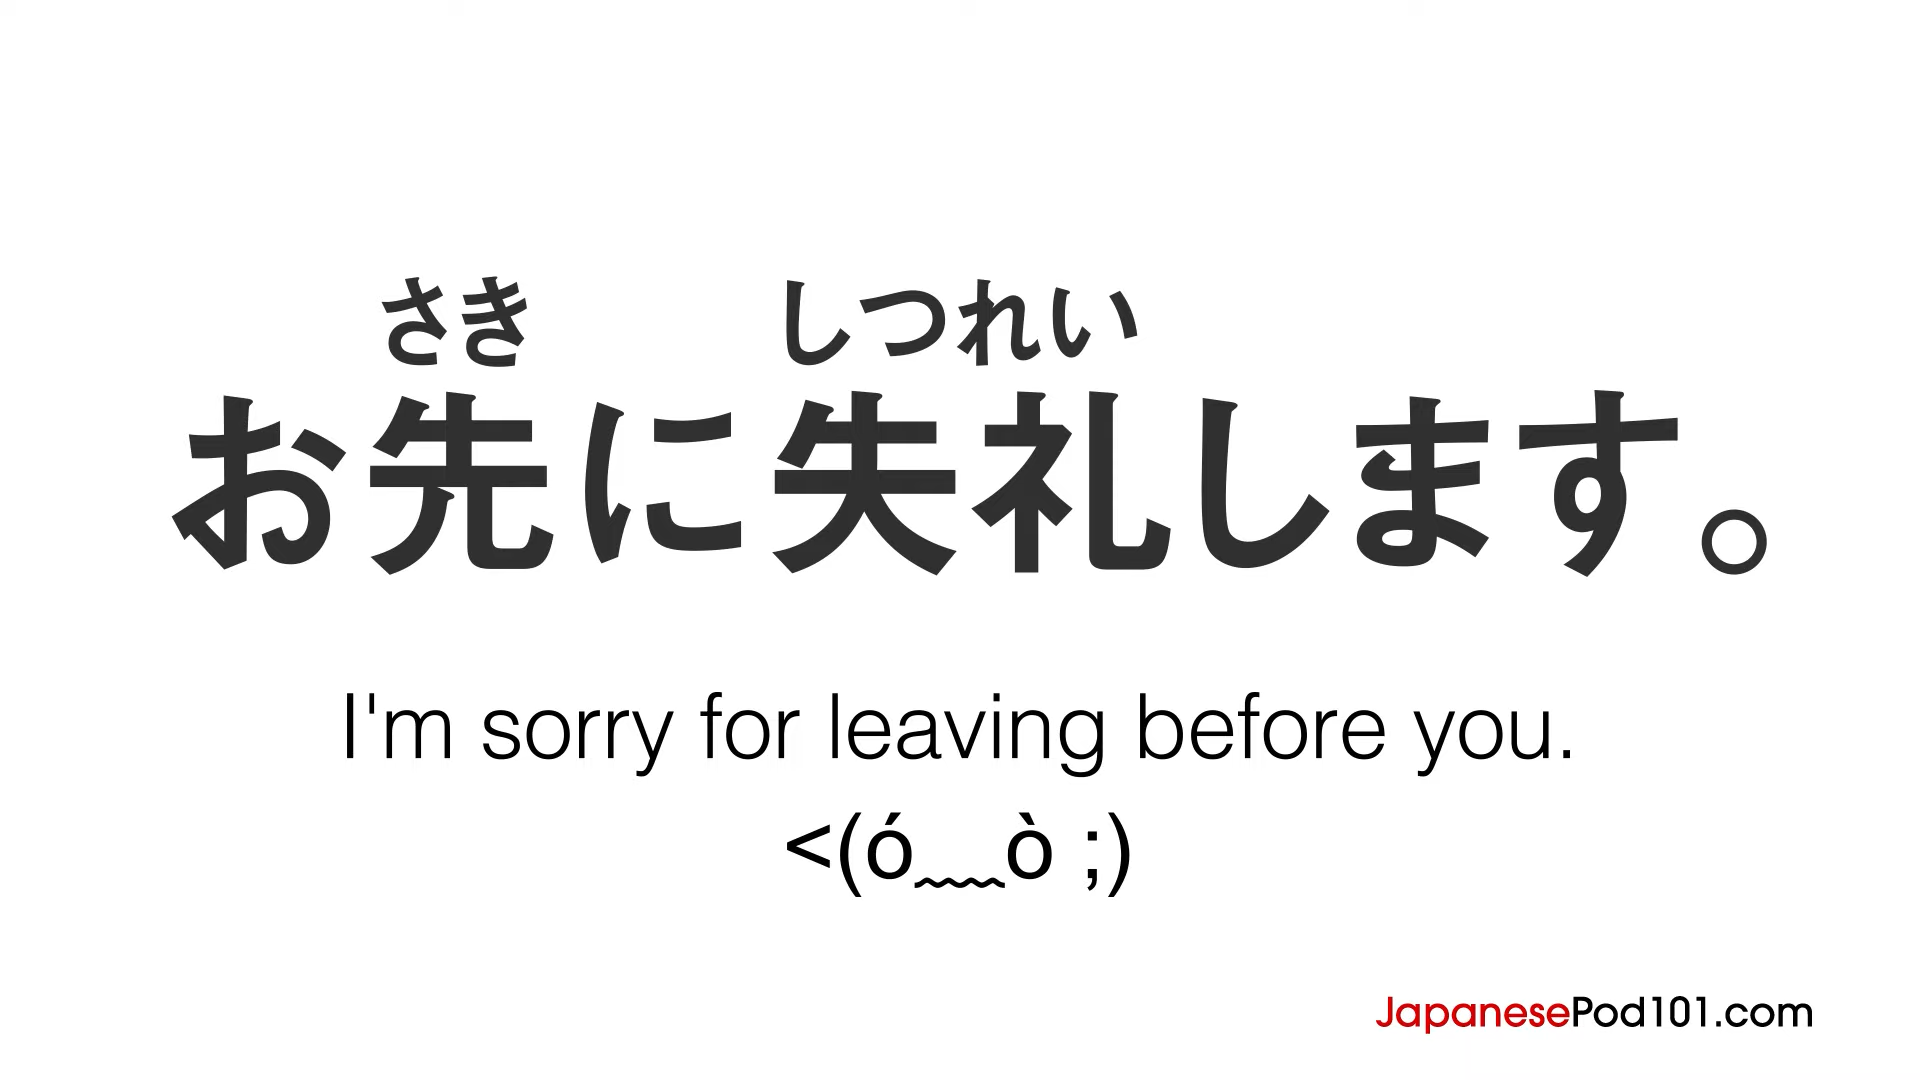 さき しつれい
お先に失礼します。
I'm sorry for leaving before you.
<(ó﹏ò ;)
JapanesePod101.com